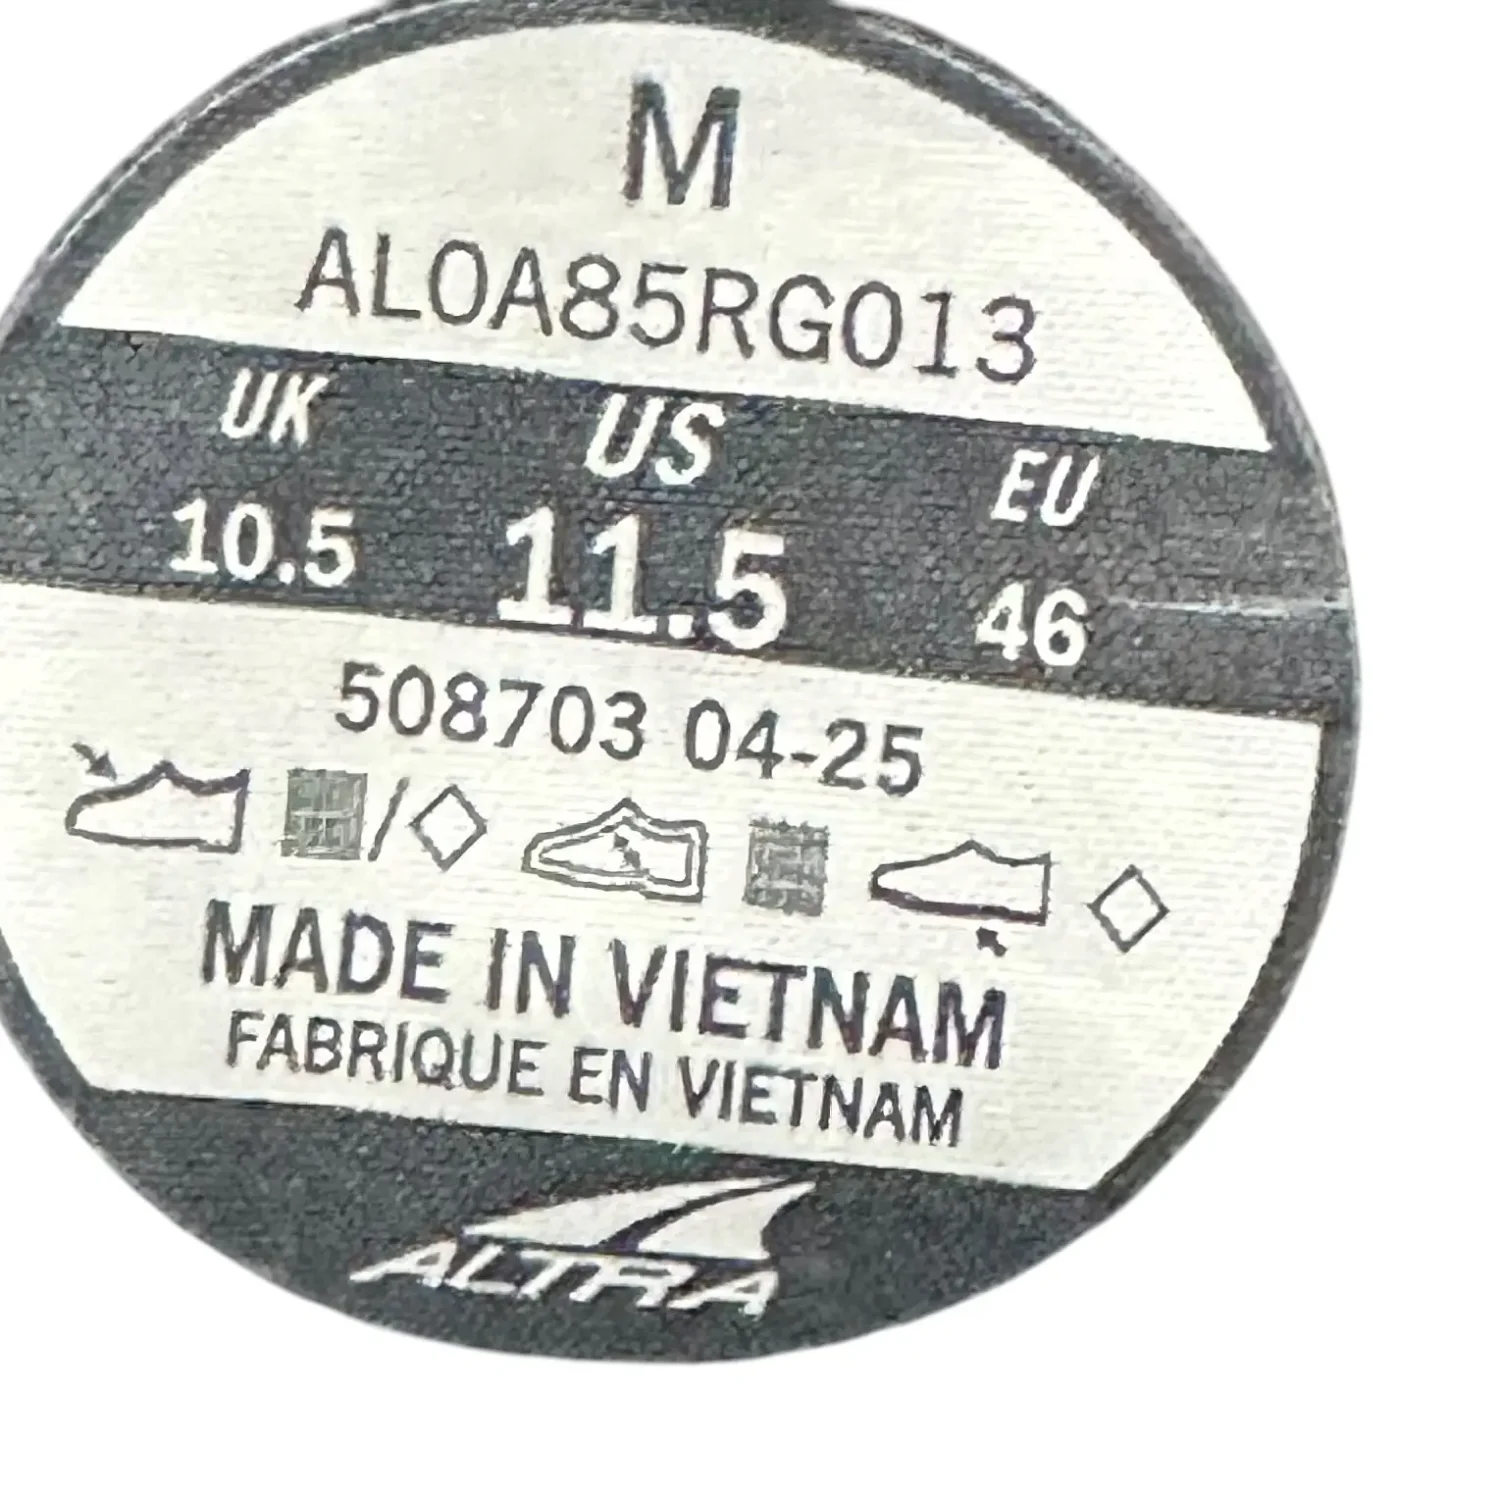 M
AL0A85RG013
UK US EU
10.5 11.5 46
508703 04-25
MADE IN VIETNAM
FABRIQUE EN VIETNAM
ALTRA